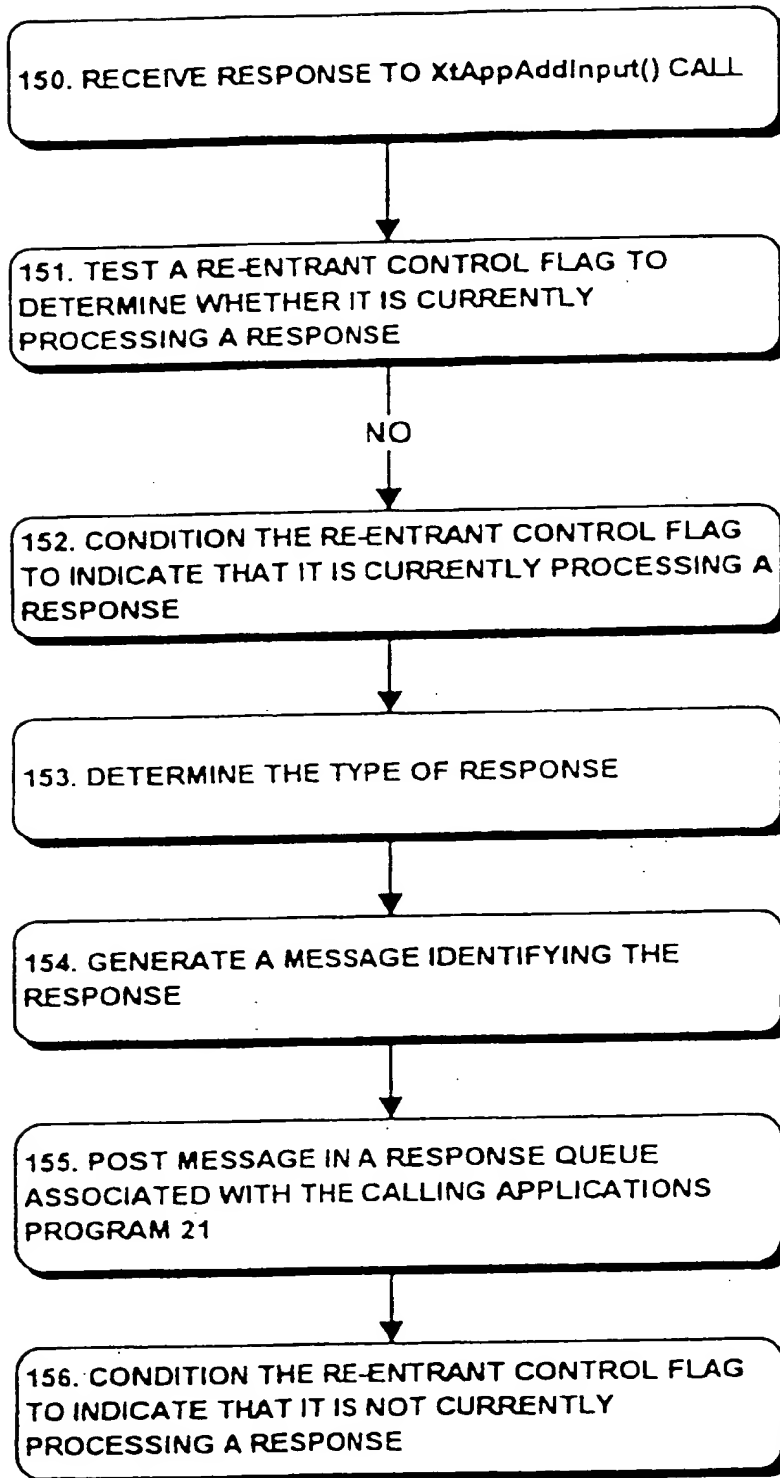 150. RECEIVE RESPONSE TO XtAppAddInput() CALL
151. TEST A RE-ENTRANT CONTROL FLAG TO
DETERMINE WHETHER IT IS CURRENTLY
PROCESSING A RESPONSE
NO
152. CONDITION THE RE-ENTRANT CONTROL FLAG
TO INDICATE THAT IT IS CURRENTLY PROCESSING A
RESPONSE
153. DETERMINE THE TYPE OF RESPONSE
154. GENERATE A MESSAGE IDENTIFYING THE
RESPONSE
155. POST MESSAGE IN A RESPONSE QUEUE
ASSOCIATED WITH THE CALLING APPLICATIONS
PROGRAM 21
156. CONDITION THE RE-ENTRANT CONTROL FLAG
TO INDICATE THAT IT IS NOT CURRENTLY
PROCESSING A RESPONSE